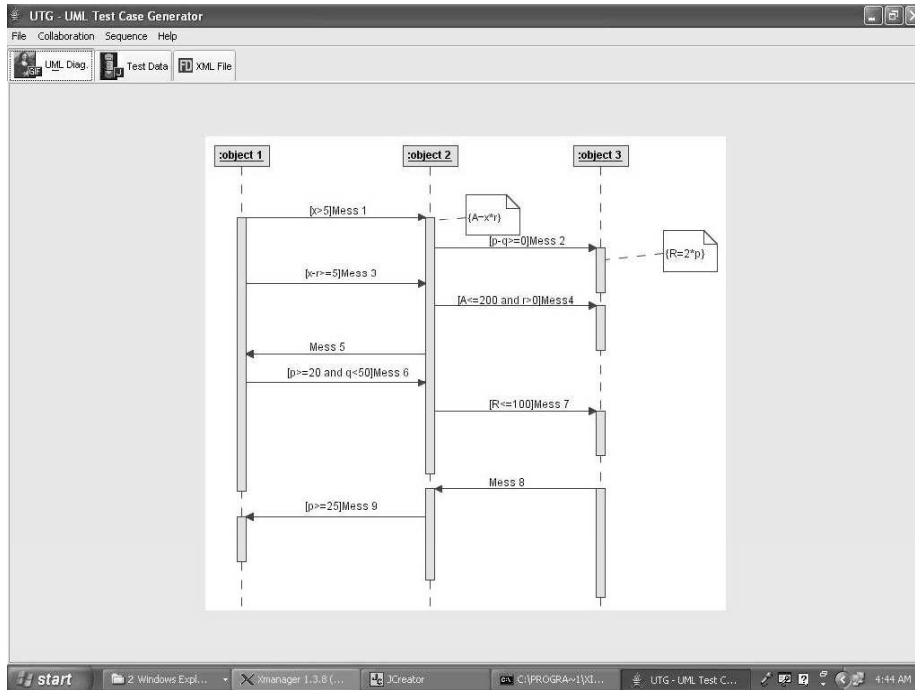 UTG - UML Test Case Generator
File Collaboration Sequence Help
UML Diag. Test Data XML File
:object 1 :object 2 :object 3
[x>5]Mess 1
{A=x*r}
[p-q>=0]Mess 2
{R=2*p}
[x-r>=5]Mess 3
[A<=200 and r>0]Mess4
Mess 5
[p>=20 and q<50]Mess 6
[R<=100]Mess 7
Mess 8
[p>=25]Mess 9
start 2 Windows Expl... Xmanager 1.3.8 (... JCreator C:\PROGRA~1\XI... UTG - UML Test C... 4:44 AM